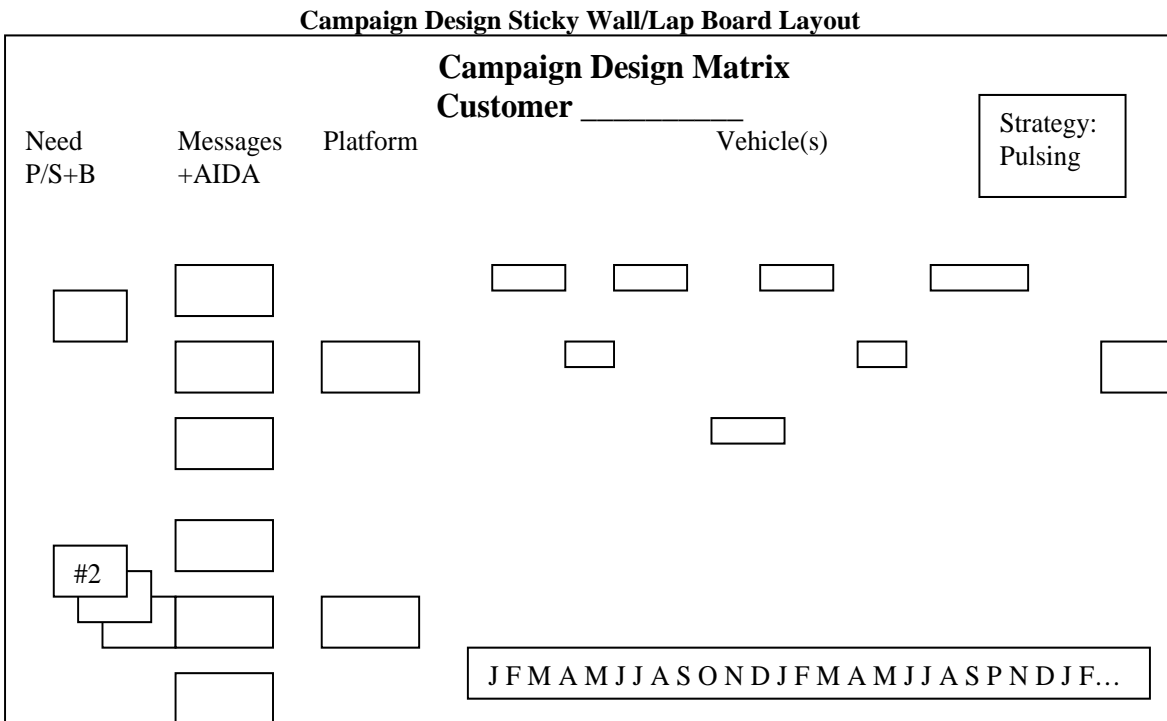 Campaign Design Sticky Wall/Lap Board Layout
Campaign Design Matrix
Customer ___________
Need
P/S+B
Messages
+AIDA
Platform
Vehicle(s)
Strategy:
Pulsing
#2
J F M A M J J A S O N D J F M A M J J A S P N D J F…